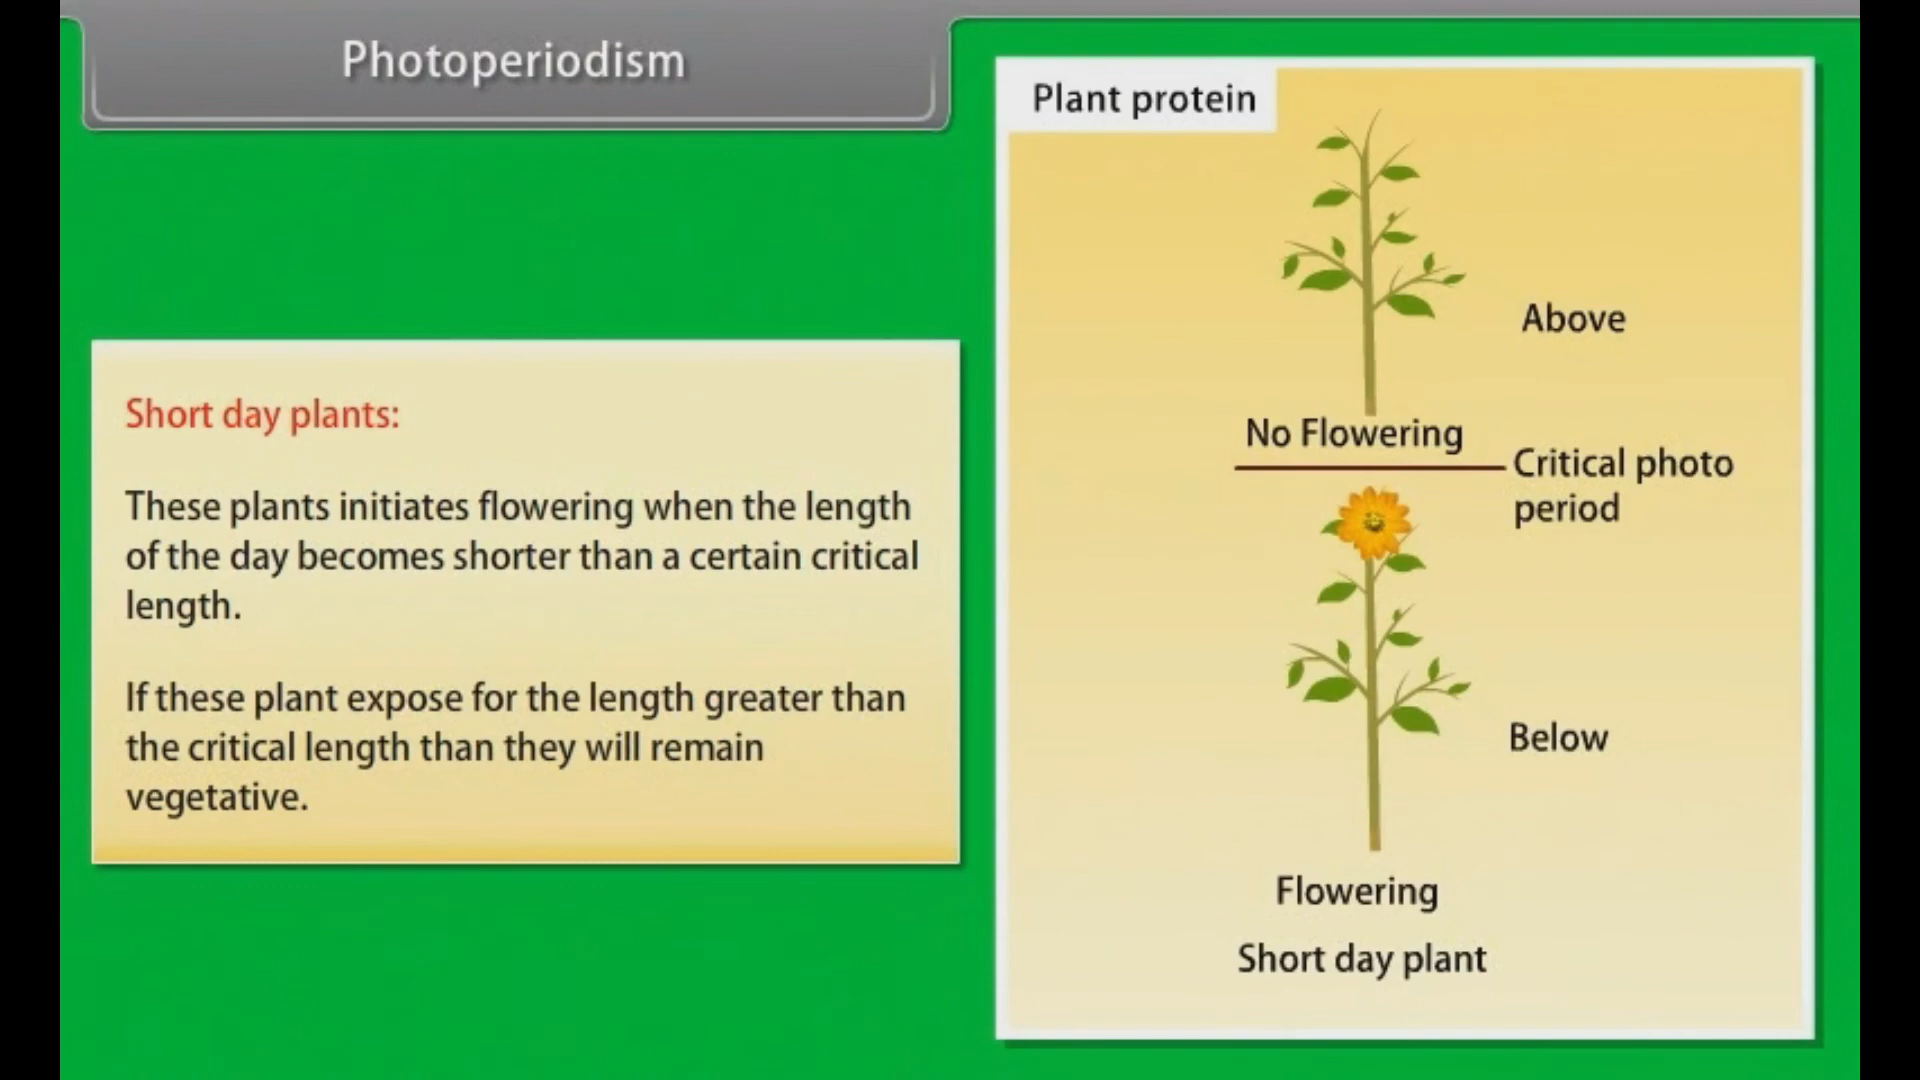 Photoperiodism
Short day plants:
These plants initiates flowering when the length
of the day becomes shorter than a certain critical
length.
If these plant expose for the length greater than
the critical length than they will remain
vegetative.
Plant protein
Above
No Flowering
Critical photo
period
Below
Flowering
Short day plant